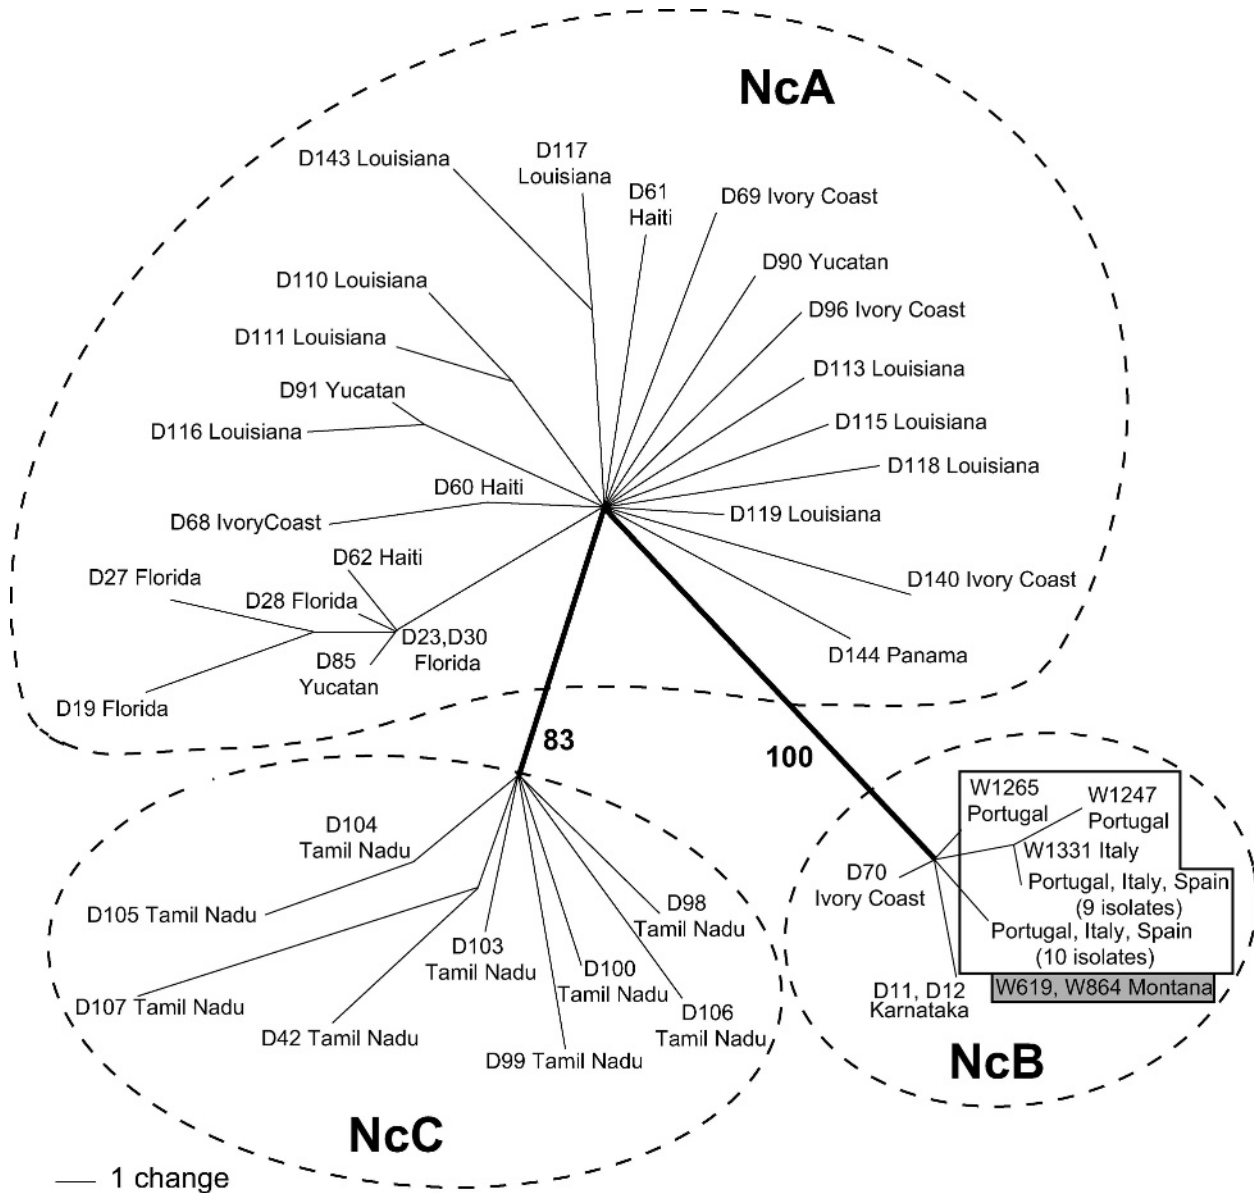 NcA
D143 Louisiana
D117
Louisiana
D61
Haiti
D69 Ivory Coast
D90 Yucatan
D110 Louisiana
D96 Ivory Coast
D111 Louisiana
D113 Louisiana
D91 Yucatan
D116 Louisiana
D115 Louisiana
D118 Louisiana
D60 Haiti
D68 IvoryCoast
D119 Louisiana
D62 Haiti
D27 Florida
D28 Florida
D140 Ivory Coast
D23,D30
Florida
D85
Yucatan
D144 Panama
D19 Florida
83
100
W1265
Portugal
W1247
Portugal
W1331 Italy
D70
Ivory Coast
Portugal, Italy, Spain
(9 isolates)
Portugal, Italy, Spain
(10 isolates)
W619, W864 Montana
D11, D12
Karnataka
NcB
D104
Tamil Nadu
D105 Tamil Nadu
D98
Tamil Nadu
D103
Tamil Nadu
D100
Tamil Nadu
D107 Tamil Nadu
D106
Tamil Nadu
D42 Tamil Nadu
D99 Tamil Nadu
NcC
1 change